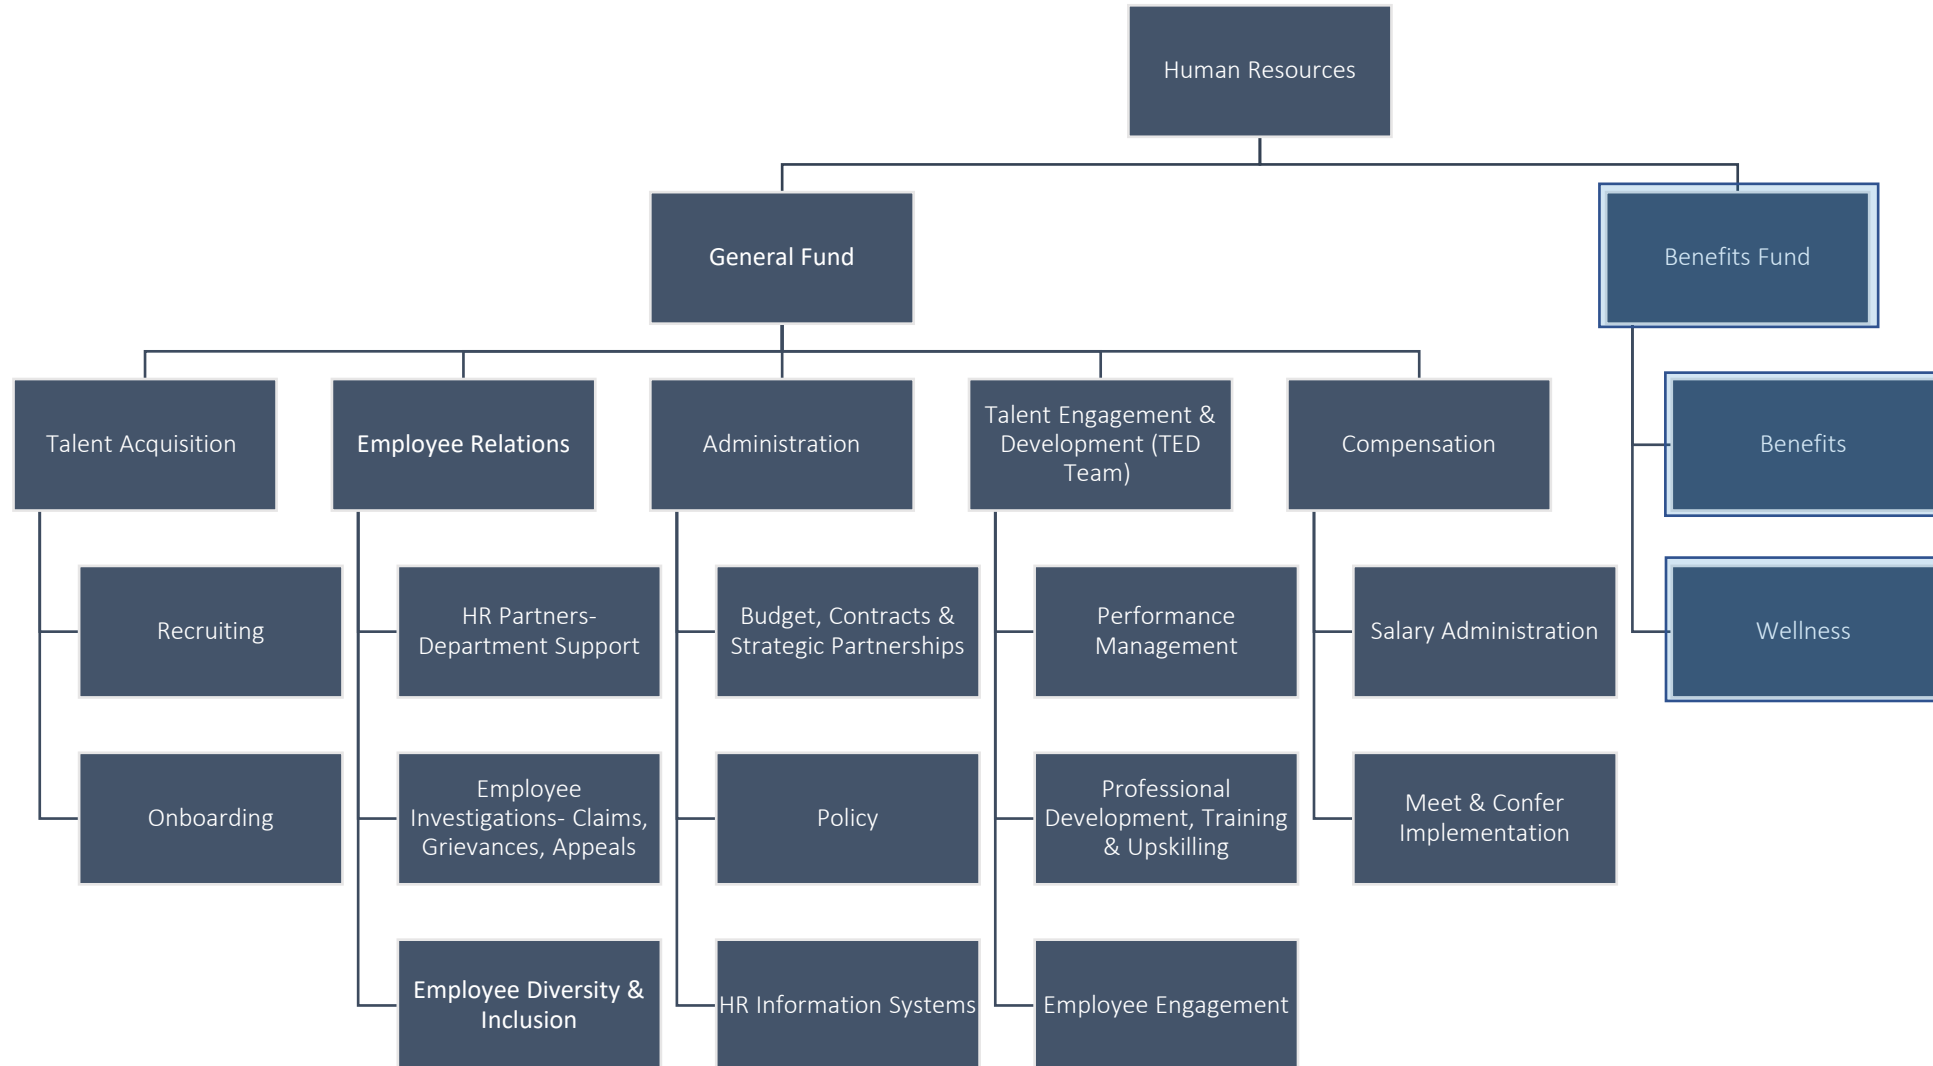 Human Resources
General Fund
Benefits Fund
Talent Acquisition
Employee Relations
Administration
Talent Engagement &
Development (TED
Team)
Compensation
Benefits
Recruiting
HR Partners-
Department Support
Budget, Contracts &
Strategic Partnerships
Performance
Management
Salary Administration
Wellness
Onboarding
Employee
Investigations- Claims,
Grievances, Appeals
Policy
Professional
Development, Training
& Upskilling
Meet & Confer
Implementation
Employee Diversity &
Inclusion
HR Information Systems
Employee Engagement